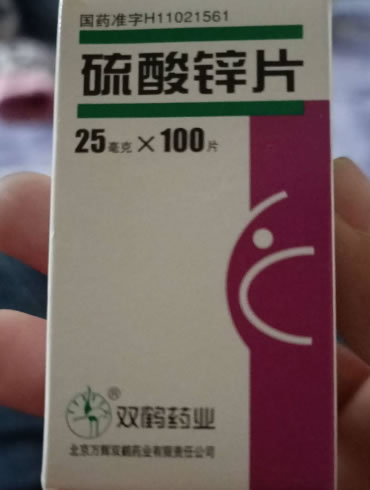 国药准字H11021561
硫酸锌片
25毫克×100片
®
双鹤药业
北京万辉双鹤药业有限责任公司